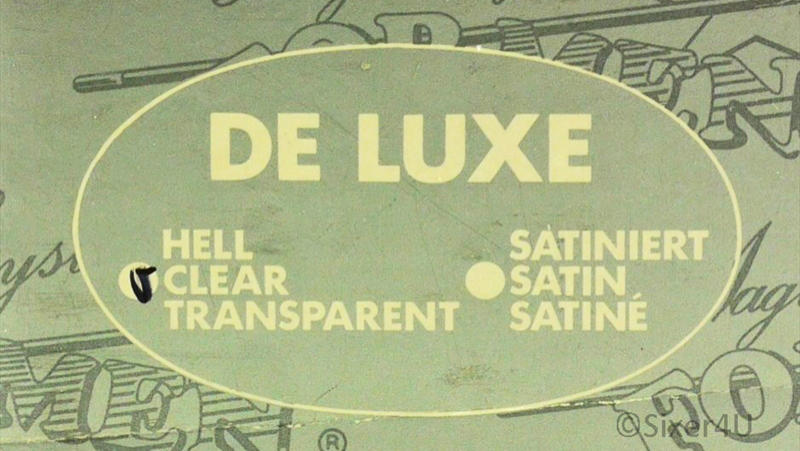 DE LUXE
HELL
CLEAR
TRANSPARENT
SATINIERT
SATIN
SATINÉ
®
©Sixer4U